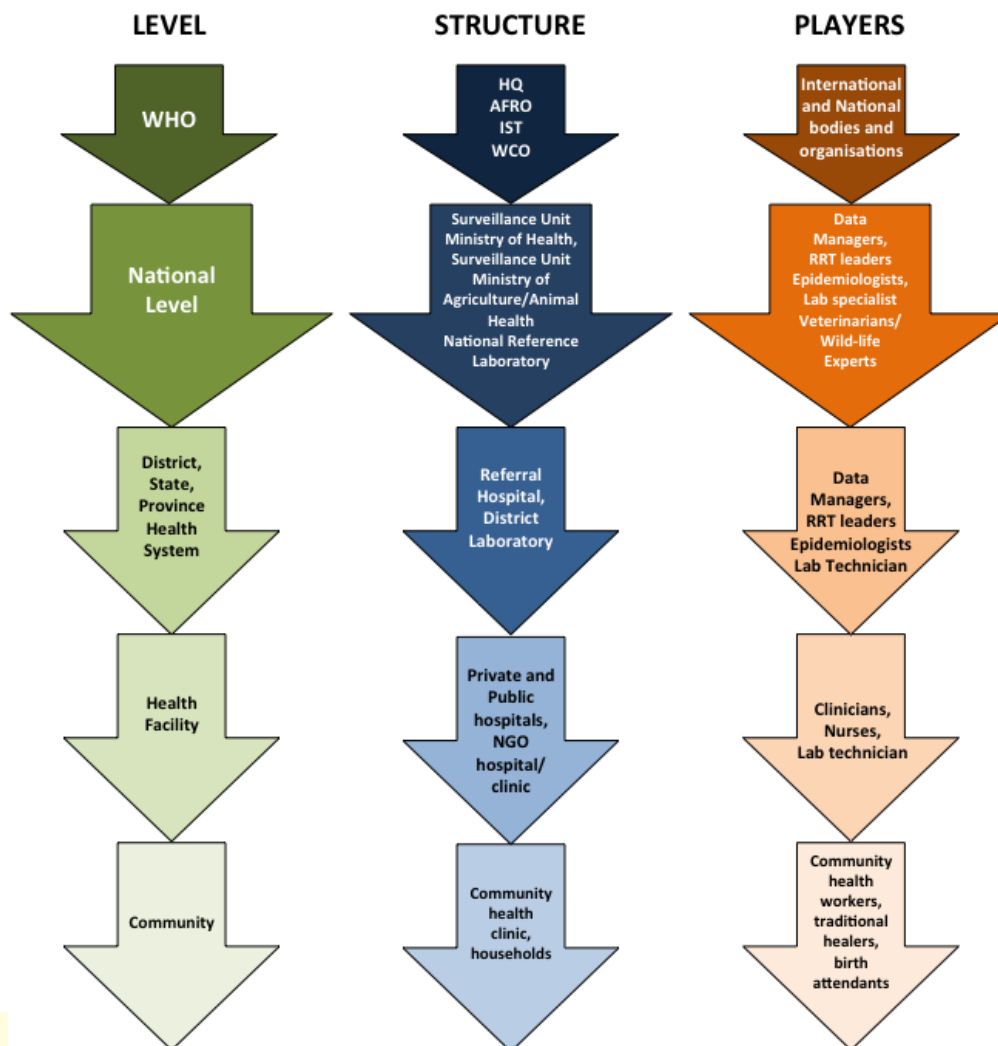 LEVEL
STRUCTURE
PLAYERS
WHO
HQ
AFRO
IST
WCO
International
and National
bodies and
organisations
National
Level
Surveillance Unit
Ministry of Health,
Surveillance Unit
Ministry of
Agriculture/Animal
Health
National Reference
Laboratory
Data
Managers,
RRT leaders
Epidemiologists,
Lab specialist
Veterinarians/
Wild-life
Experts
District,
State,
Province
Health
System
Referral
Hospital,
District
Laboratory
Data
Managers,
RRT leaders
Epidemiologists
Lab Technician
Health
Facility
Private and
Public
hospitals,
NGO
hospital/
clinic
Clinicians,
Nurses,
Lab technician
Community
Community
health
clinic,
households
Community
health
workers,
traditional
healers,
birth
attendants